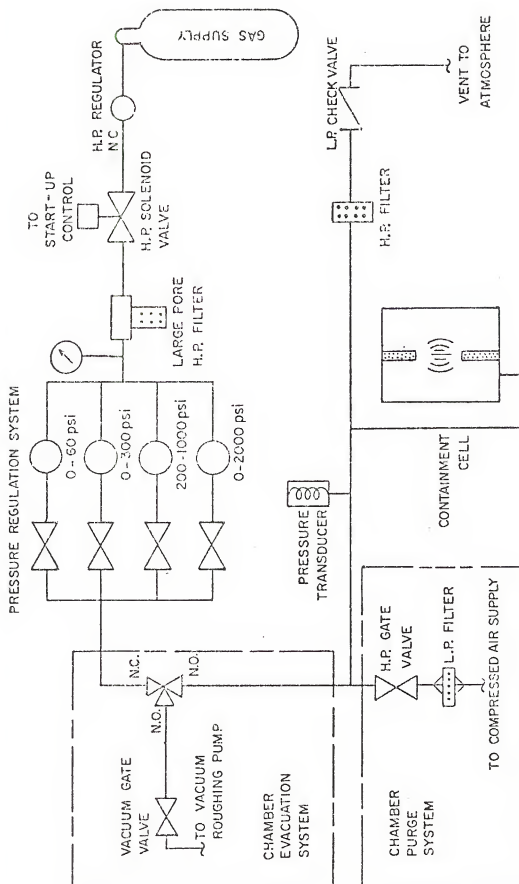 PRESSURE REGULATION SYSTEM
0-60 psi
0-300 psi
200-1000 psi
0-2000 psi
LARGE PORE
H.P. FILTER
TO
START-UP
CONTROL
H.P. SOLENOID
VALVE
H.P. REGULATOR
N C
GAS SUPPLY
N.C.
N.O.
N.O.
VACUUM GATE
VALVE
TO VACUUM
ROUGHING PUMP
CHAMBER
EVACUATION
SYSTEM
PRESSURE
TRANSDUCER
H.P. FILTER
L.P. CHECK VALVE
VENT TO
ATMOSPHERE
CONTAINMENT
CELL
CHAMBER
PURGE
SYSTEM
H.P. GATE
VALVE
L.P. FILTER
TO COMPRESSED AIR SUPPLY